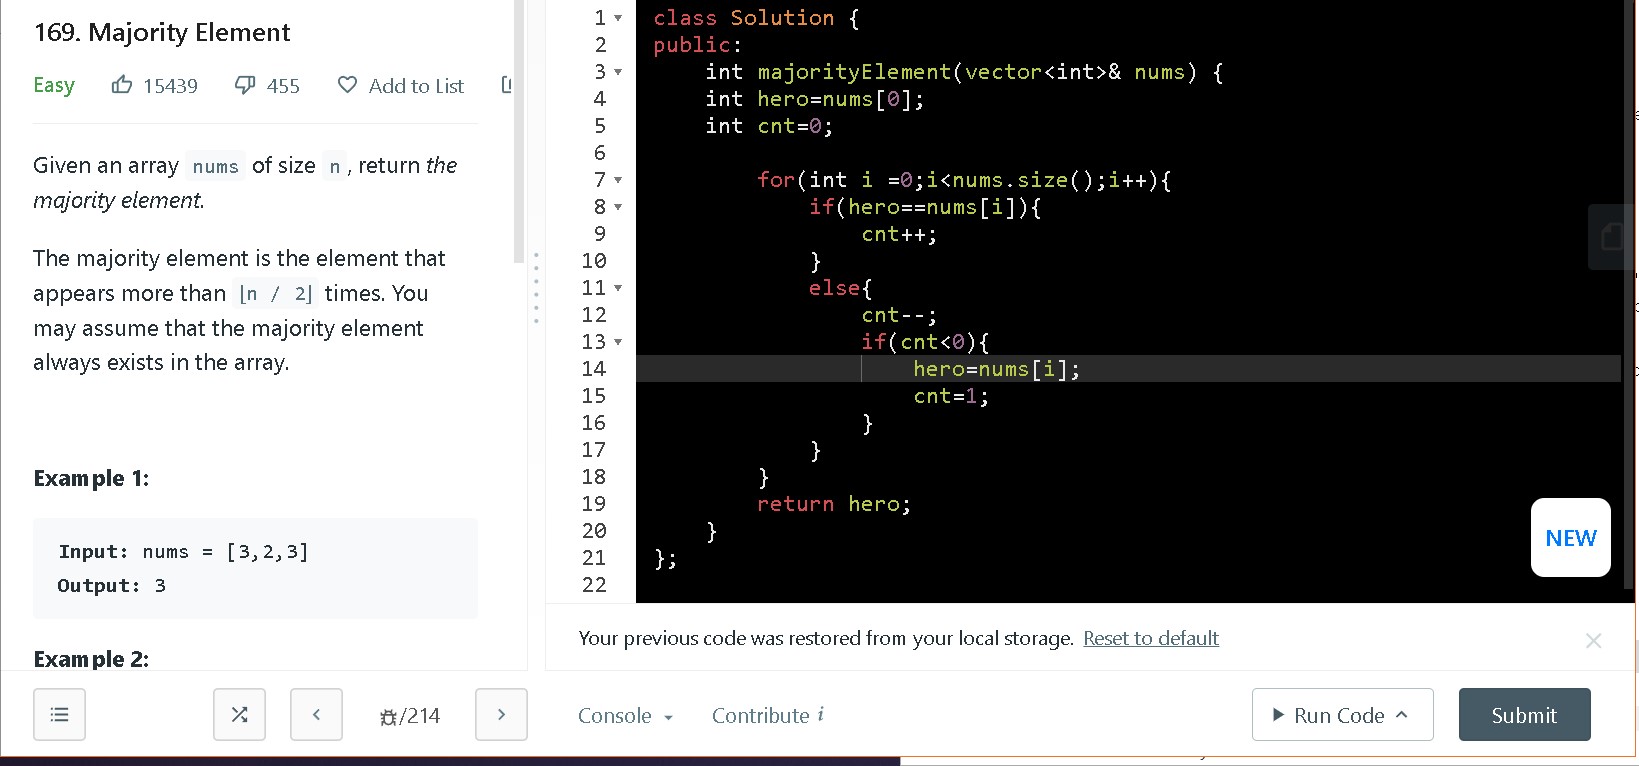 169. Majority Element
Easy 15439 455 Add to List
Given an array nums of size n, return the
majority element.
The majority element is the element that
appears more than ⌊n / 2⌋ times. You
may assume that the majority element
always exists in the array.
Example 1:
Input: nums = [3,2,3]
Output: 3
Example 2:
/214
1 class Solution {
2 public:
3 int majorityElement(vector<int>& nums) {
4 int hero=nums[0];
5 int cnt=0;
6
7 for(int i =0;i<nums.size();i++){
8 if(hero==nums[i]){
9 cnt++;
10 }
11 else{
12 cnt--;
13 if(cnt<0){
14 hero=nums[i];
15 cnt=1;
16 }
17 }
18 }
19 return hero;
20 }
21 };
22
NEW
Your previous code was restored from your local storage. Reset to default
Console Contribute i
Run Code Submit